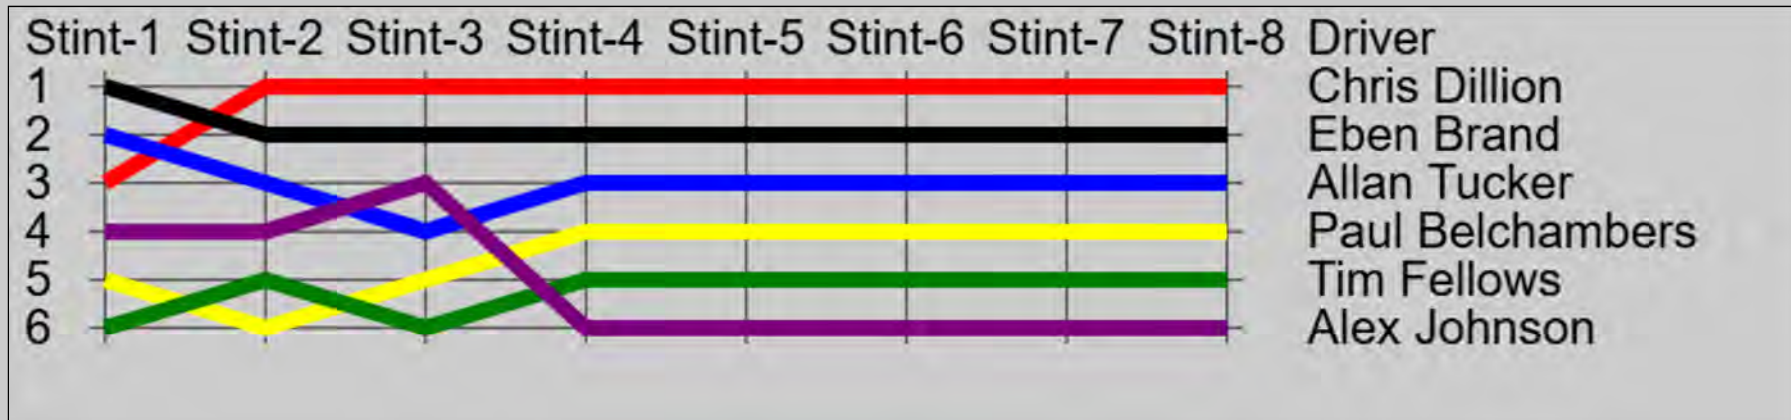 Stint-1 Stint-2 Stint-3 Stint-4 Stint-5 Stint-6 Stint-7 Stint-8 Driver
1 Chris Dillion
2 Eben Brand
3 Allan Tucker
4 Paul Belchambers
5 Tim Fellows
6 Alex Johnson